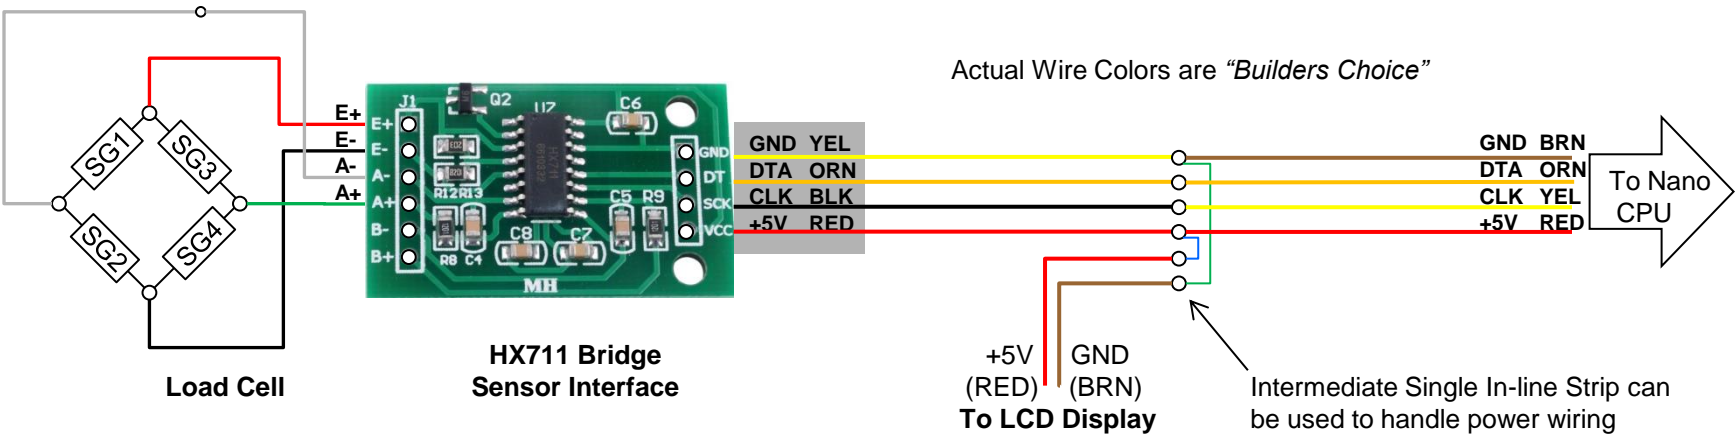 Actual Wire Colors are “Builders Choice”
SG1
SG3
SG2
SG4
E+
E-
A-
A+
J1
E+
E-
A-
A+
B-
B+
Q2
U7
C6
HX711
R12 R13
R8 C4
C8
C7
C5
R9
MH
GND
DT
SCK
VCC
GND YEL
DTA ORN
CLK BLK
+5V RED
GND BRN
DTA ORN
CLK YEL
+5V RED
To Nano
CPU
Load Cell
HX711 Bridge
Sensor Interface
+5V GND
(RED) (BRN)
To LCD Display
Intermediate Single In-line Strip can
be used to handle power wiring